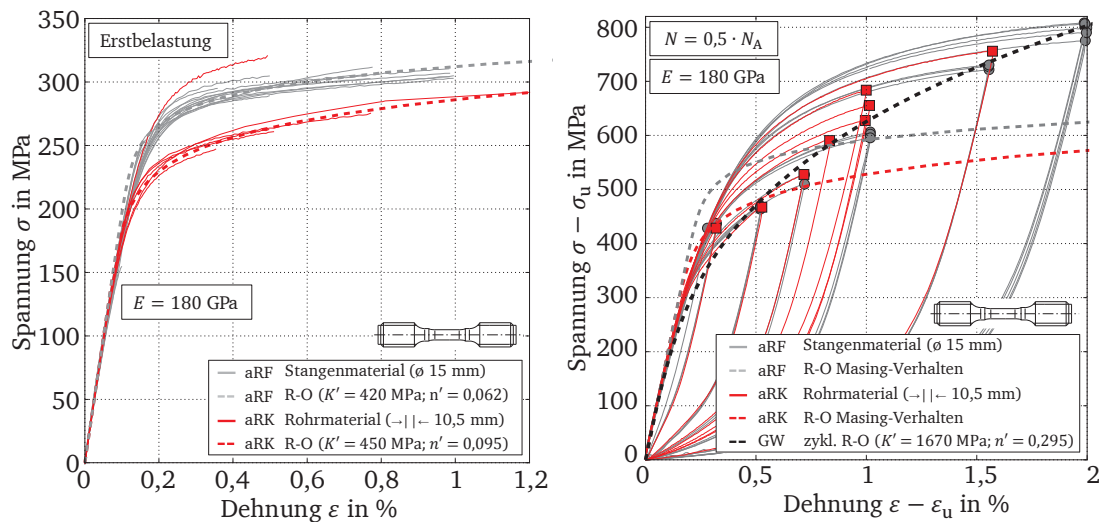 Erstbelastung
E = 180 GPa
Spannung σ in MPa
350
300
250
200
150
100
50
0
0
0,2
0,4
0,6
0,8
1
1,2
Dehnung ε in %
aRF Stangenmaterial (ø 15 mm)
aRF R-O (K′ = 420 MPa; n′ = 0,062)
aRK Rohrmaterial (→||← 10,5 mm)
aRK R-O (K′ = 450 MPa; n′ = 0,095)
N = 0,5 · N_A
E = 180 GPa
Spannung σ − σ_u in MPa
800
700
600
500
400
300
200
100
0
0
0,5
1
1,5
2
Dehnung ε − ε_u in %
aRF Stangenmaterial (ø 15 mm)
aRF R-O Masing-Verhalten
aRK Rohrmaterial (→||← 10,5 mm)
aRK R-O Masing-Verhalten
GW zykl. R-O (K′ = 1670 MPa; n′ = 0,295)